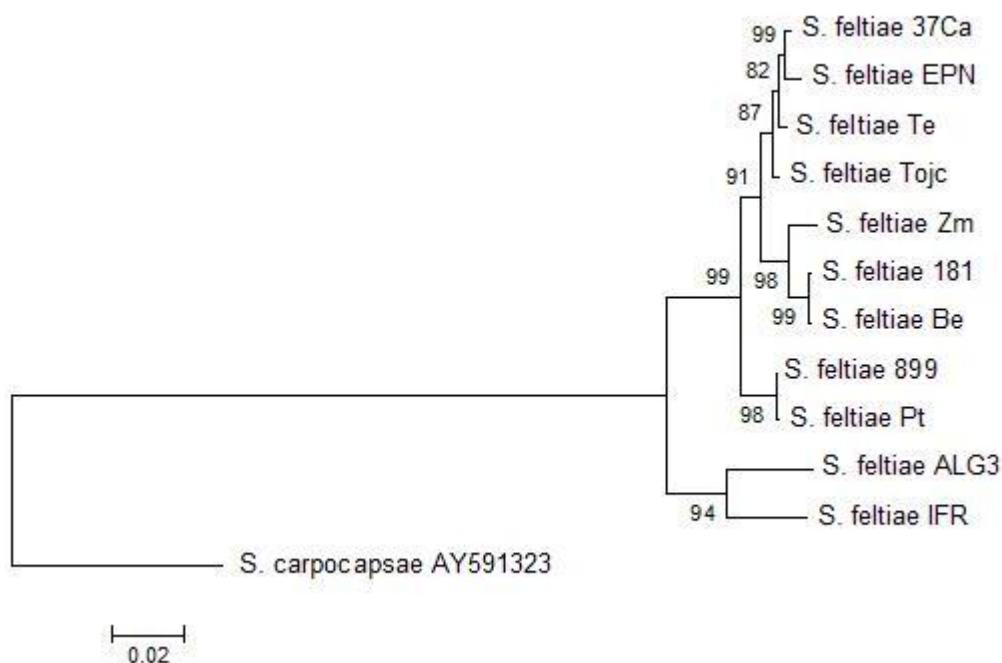 S. feltiae 37Ca
99
S. feltiae EPN
82
S. feltiae Te
87
S. feltiae Tojc
91
S. feltiae Zm
98
S. feltiae 181
99
S. feltiae Be
99
S. feltiae 899
98
S. feltiae Pt
S. feltiae ALG3
94
S. feltiae IFR
S. carpocapsae AY591323
0.02